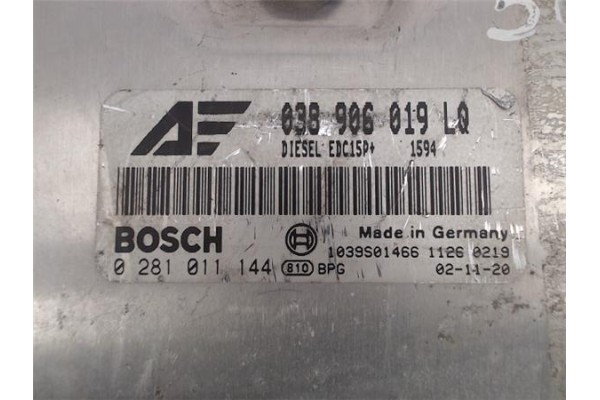 AE 038 906 019 LQ
DIESEL EDC15P+ 1594
BOSCH Made in Germany
1039S01466 1126 0219
0 281 011 144 810 BPG 02-11-20